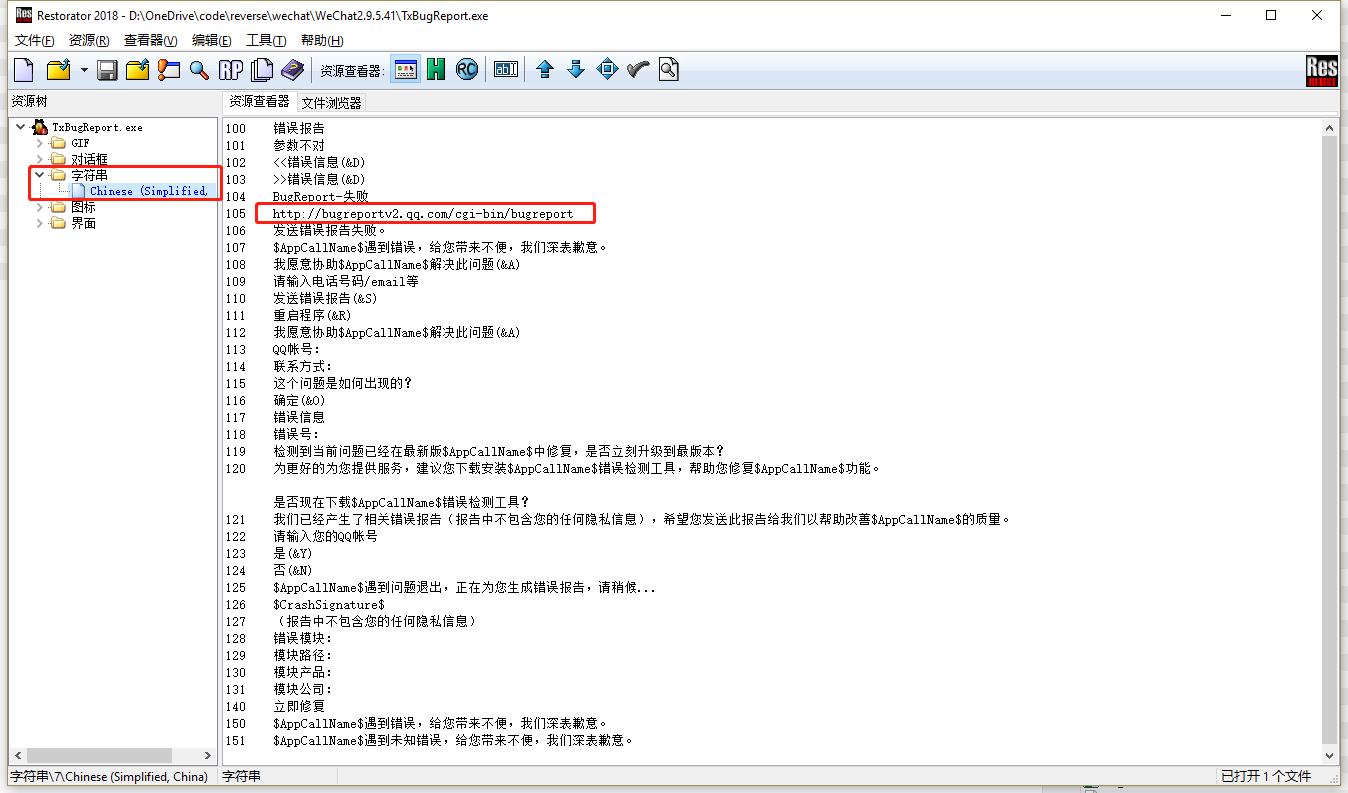 Restorator 2018 - D:\OneDrive\code\reverse\wechat\WeChat2.9.5.41\TxBugReport.exe
文件(F) 资源(R) 查看器(V) 编辑(E) 工具(T) 帮助(H)
RP 资源查看器: RC ab Res
资源树 资源查看器 文件浏览器
TxBugReport.exe
GIF
对话框
字符串
Chinese (Simplified,
图标
界面
100 错误报告
101 参数不对
102 <<错误信息(&D)
103 >>错误信息(&D)
104 BugReport-失败
105 http://bugreportv2.qq.com/cgi-bin/bugreport
106 发送错误报告失败。
107 $AppCallName$遇到错误，给您带来不便，我们深表歉意。
108 我愿意协助$AppCallName$解决此问题(&A)
109 请输入电话号码/email等
110 发送错误报告(&S)
111 重启程序(&R)
112 我愿意协助$AppCallName$解决此问题(&A)
113 QQ帐号：
114 联系方式：
115 这个问题是如何出现的？
116 确定(&O)
117 错误信息
118 错误号：
119 检测到当前问题已经在最新版$AppCallName$中修复，是否立刻升级到最版本？
120 为更好的为您提供服务，建议您下载安装$AppCallName$错误检测工具，帮助您修复$AppCallName$功能。
是否现在下载$AppCallName$错误检测工具？
121 我们已经产生了相关错误报告（报告中不包含您的任何隐私信息），希望您发送此报告给我们以帮助改善$AppCallName$的质量。
122 请输入您的QQ帐号
123 是(&Y)
124 否(&N)
125 $AppCallName$遇到问题退出，正在为您生成错误报告，请稍候...
126 $CrashSignature$
127 （报告中不包含您的任何隐私信息）
128 错误模块：
129 模块路径：
130 模块产品：
131 模块公司：
140 立即修复
150 $AppCallName$遇到错误，给您带来不便，我们深表歉意。
151 $AppCallName$遇到未知错误，给您带来不便，我们深表歉意。
字符串\7\Chinese (Simplified, China) 字符串 已打开 1 个文件